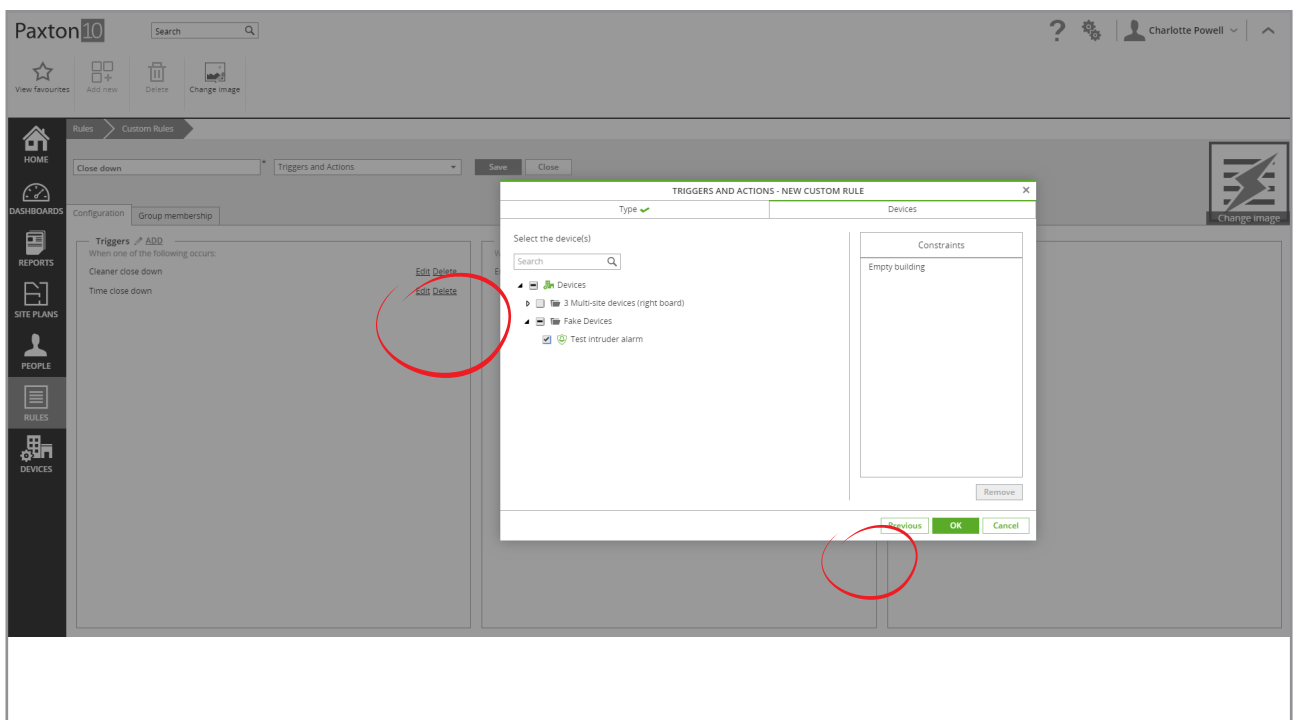 Paxton 10
Search
Charlotte Powell
View favourites
Add new
Delete
Change image
Rules
Custom Rules
Close down
*
Triggers and Actions
Save
Close
Change image
HOME
DASHBOARDS
REPORTS
SITE PLANS
PEOPLE
RULES
DEVICES
Configuration
Group membership
Triggers ADD
When one of the following occurs:
Cleaner close down Edit Delete
Time close down Edit Delete
TRIGGERS AND ACTIONS - NEW CUSTOM RULE
Type
Devices
Select the device(s)
Search
Devices
3 Multi-site devices (right board)
Fake Devices
Test intruder alarm
Constraints
Empty building
Remove
Previous
OK
Cancel